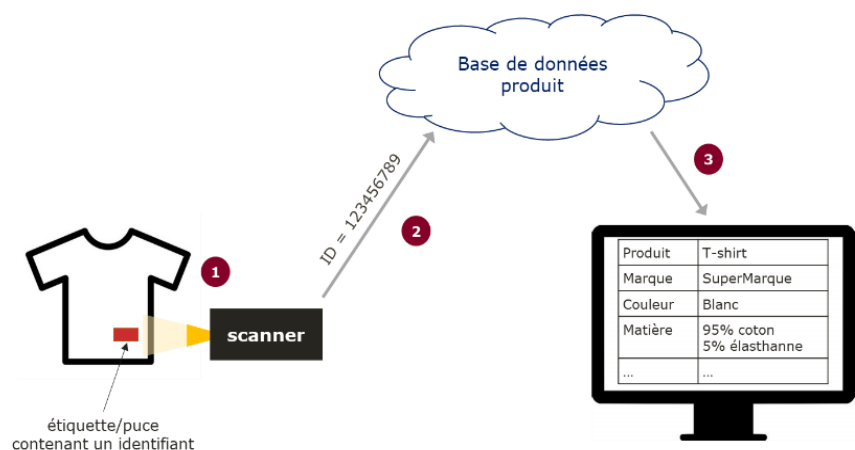 Base de données
produit
ID = 123456789
3
2
1
scanner
étiquette/puce
contenant un identifiant
Produit T-shirt
Marque SuperMarque
Couleur Blanc
Matière 95% coton
5% élasthanne
... ...